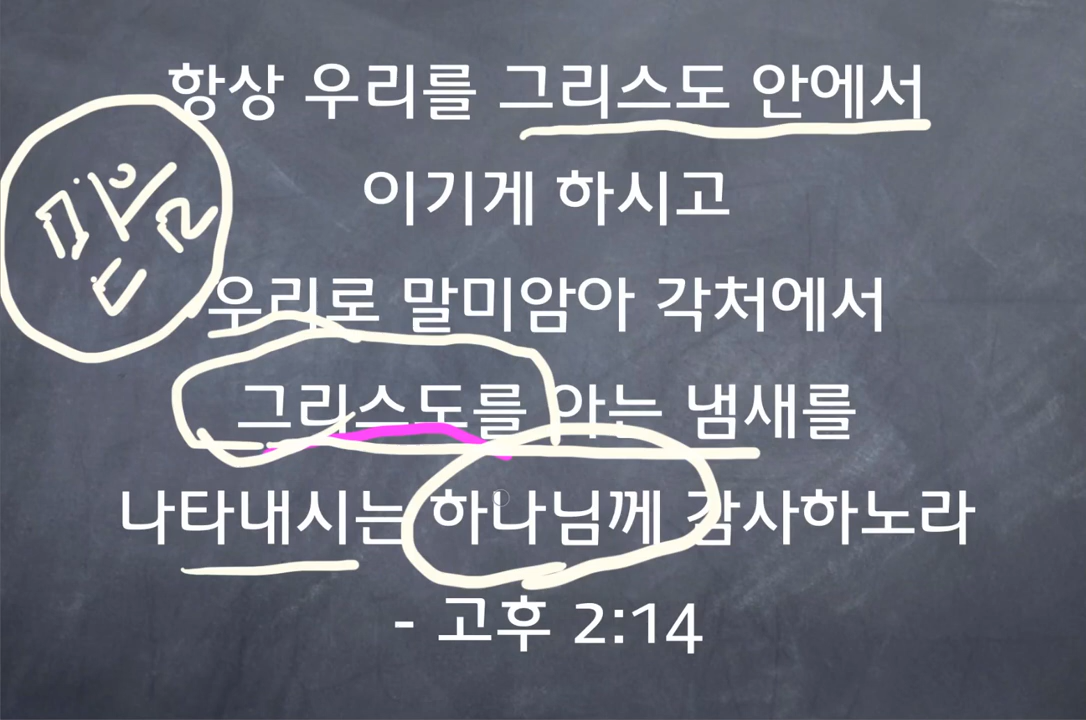 항상 우리를 그리스도 안에서
이기게 하시고
우리로 말미암아 각처에서
그리스도를 아는 냄새를
나타내시는 하나님께 감사하노라
- 고후 2:14